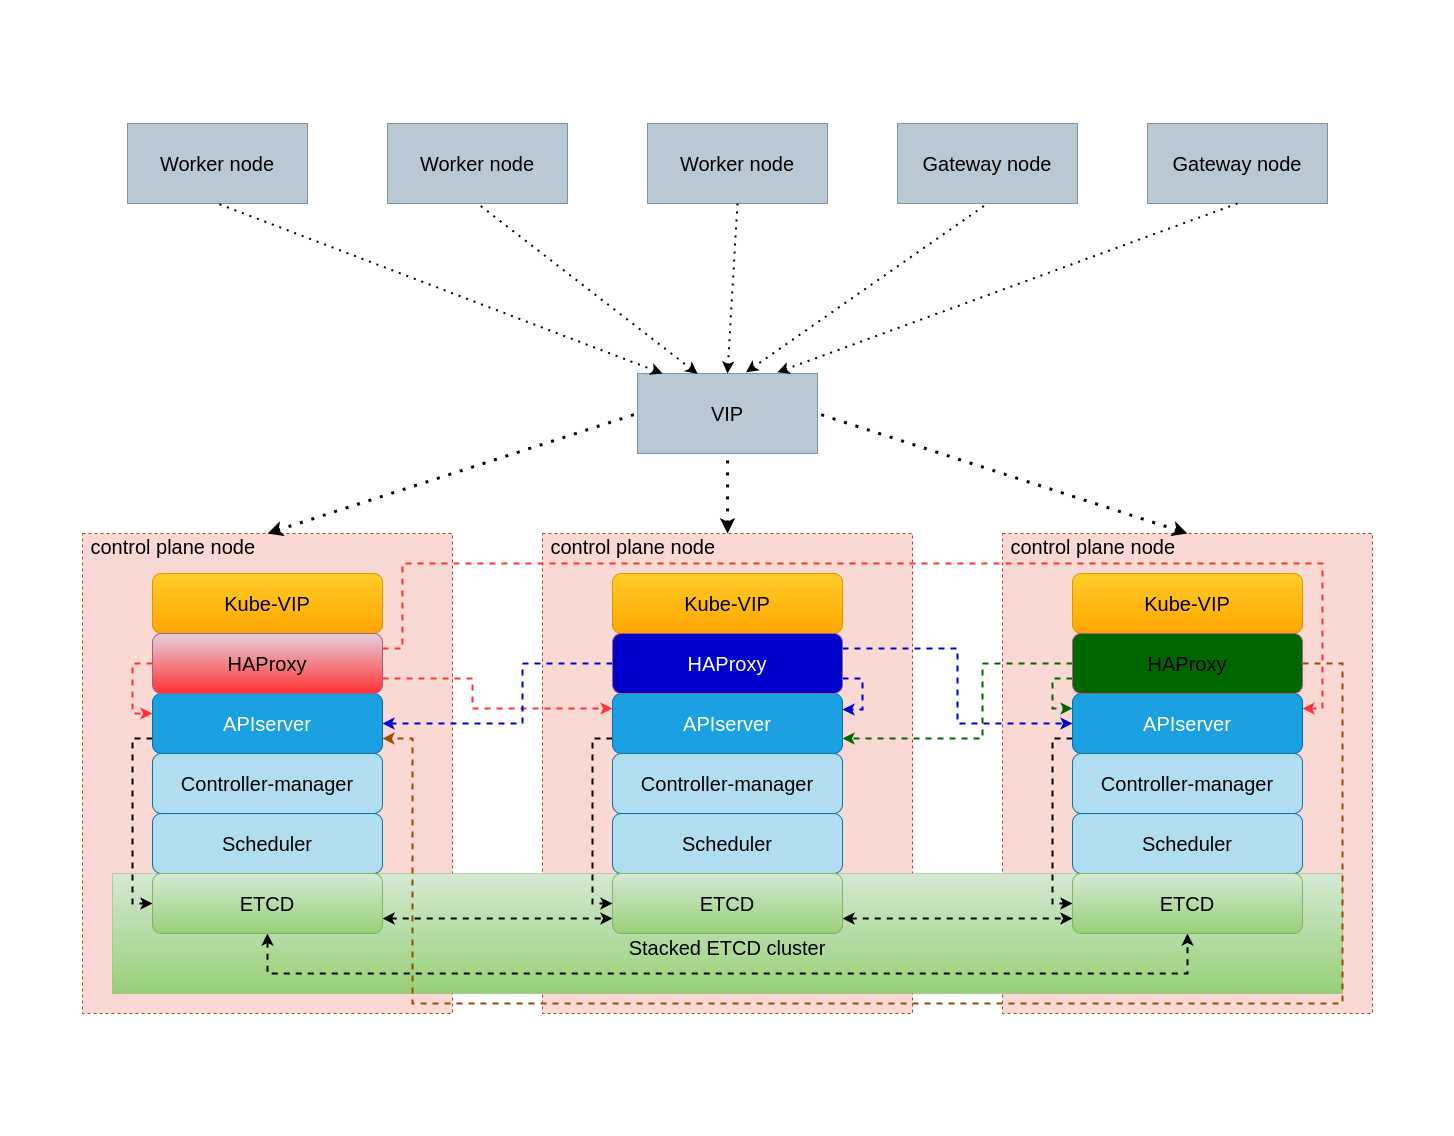 Worker node
Worker node
Worker node
Gateway node
Gateway node
VIP
control plane node
control plane node
control plane node
Kube-VIP
Kube-VIP
Kube-VIP
HAProxy
HAProxy
HAProxy
APIserver
APIserver
APIserver
Controller-manager
Controller-manager
Controller-manager
Scheduler
Scheduler
Scheduler
ETCD
ETCD
ETCD
Stacked ETCD cluster